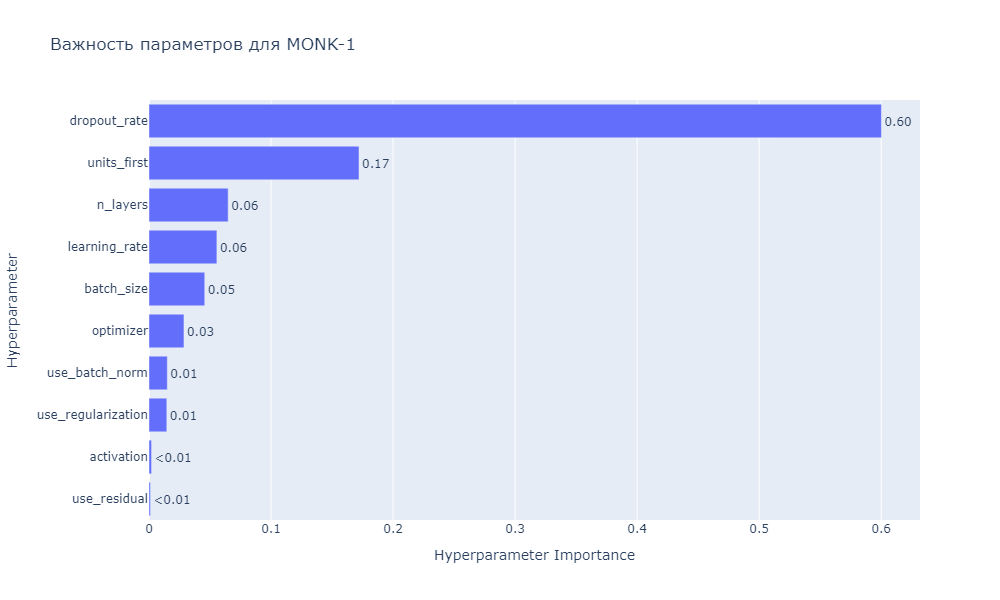 Важность параметров для MONK-1
dropout_rate 0.60
units_first 0.17
n_layers 0.06
learning_rate 0.06
batch_size 0.05
optimizer 0.03
use_batch_norm 0.01
use_regularization 0.01
activation <0.01
use_residual <0.01
0 0.1 0.2 0.3 0.4 0.5 0.6
Hyperparameter Importance
Hyperparameter